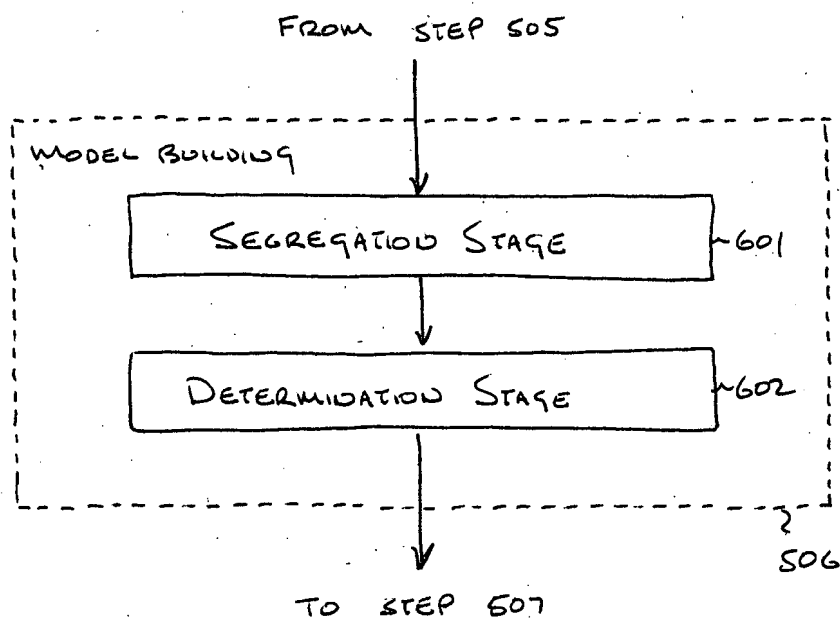 FROM STEP 505
MODEL BUILDING
SEGREGATION STAGE
601
DETERMINATION STAGE
602
506
TO STEP 507